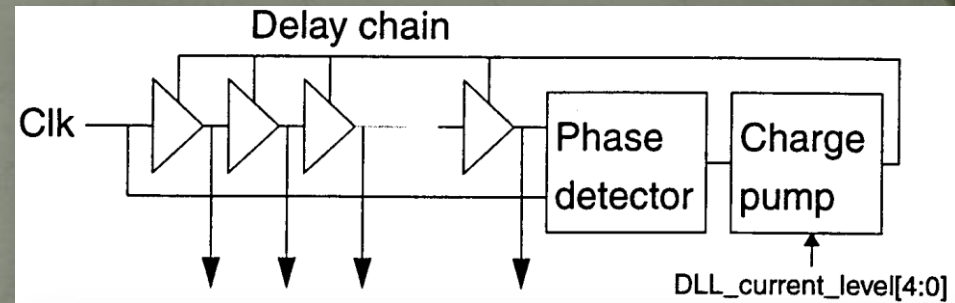 Delay chain
Clk
Phase
detector
Charge
pump
DLL_current_level[4:0]